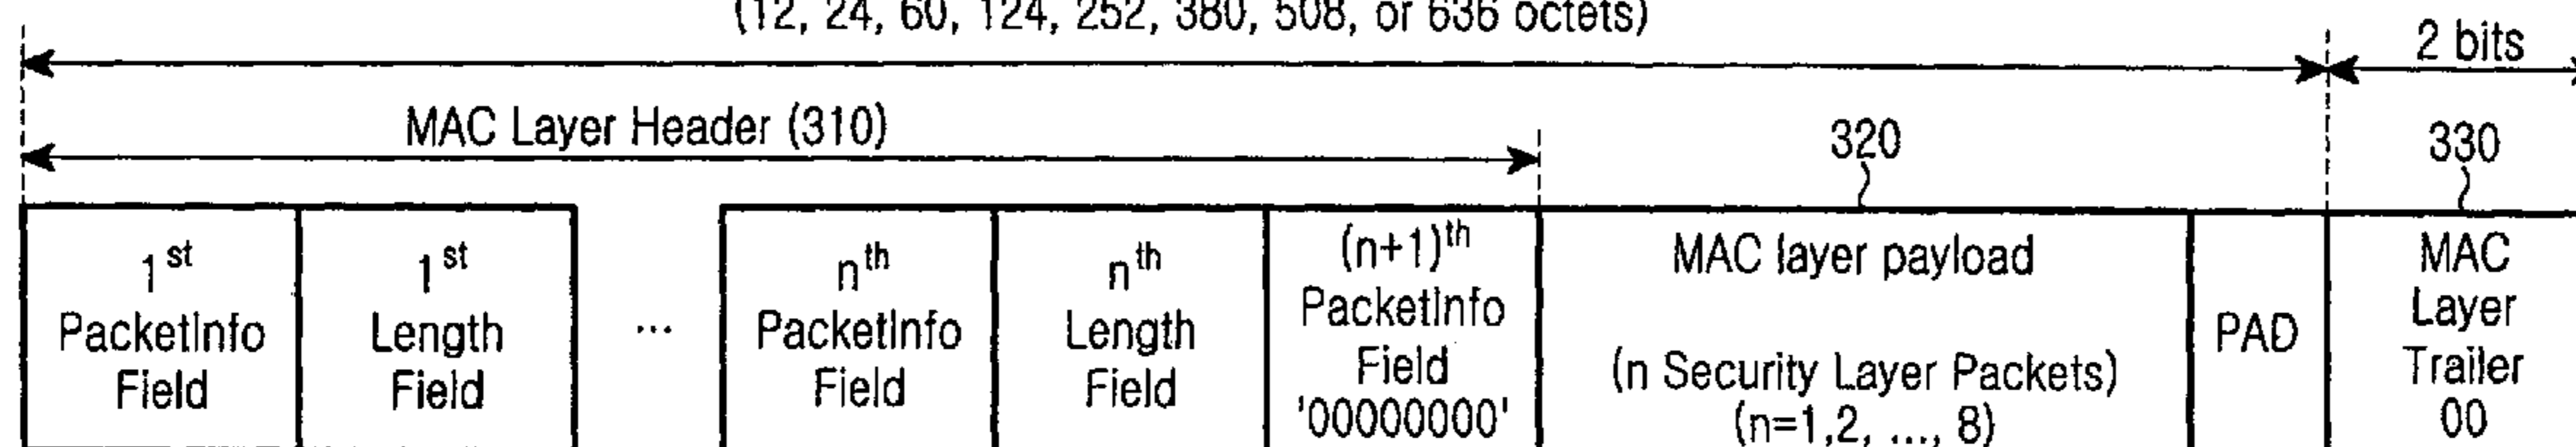 (12, 24, 60, 124, 252, 380, 508, or 636 octets)
2 bits
MAC Layer Header (310)
320
330
1st
PacketInfo
Field
1st
Length
Field
...
nth
PacketInfo
Field
nth
Length
Field
(n+1)th
PacketInfo
Field
'00000000'
MAC layer payload
(n Security Layer Packets)
(n=1,2, ..., 8)
PAD
MAC
Layer
Trailer
00